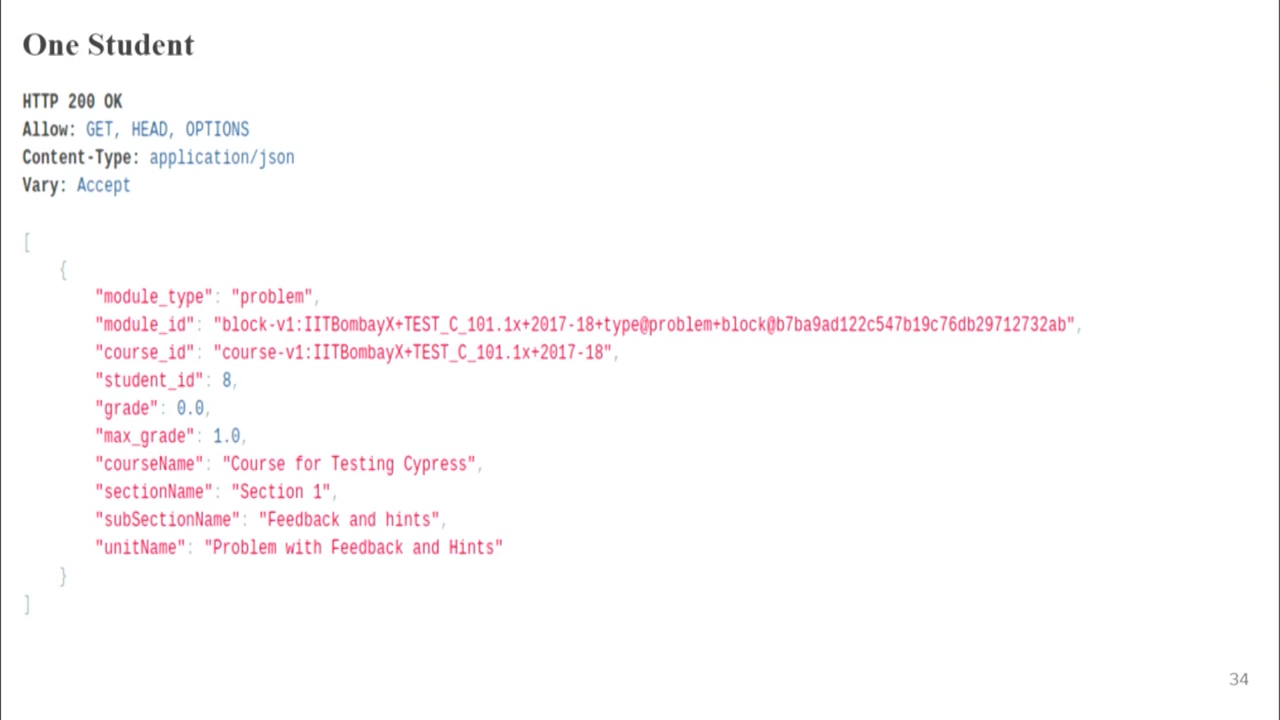 One Student
HTTP 200 OK
Allow: GET, HEAD, OPTIONS
Content-Type: application/json
Vary: Accept
[
{
"module_type": "problem",
"module_id": "block-v1:IITBombayX+TEST_C_101.1x+2017-18+type@problem+block@b7ba9ad122c547b19c76db29712732ab",
"course_id": "course-v1:IITBombayX+TEST_C_101.1x+2017-18",
"student_id": 8,
"grade": 0.0,
"max_grade": 1.0,
"courseName": "Course for Testing Cypress",
"sectionName": "Section 1",
"subSectionName": "Feedback and hints",
"unitName": "Problem with Feedback and Hints"
}
]
34